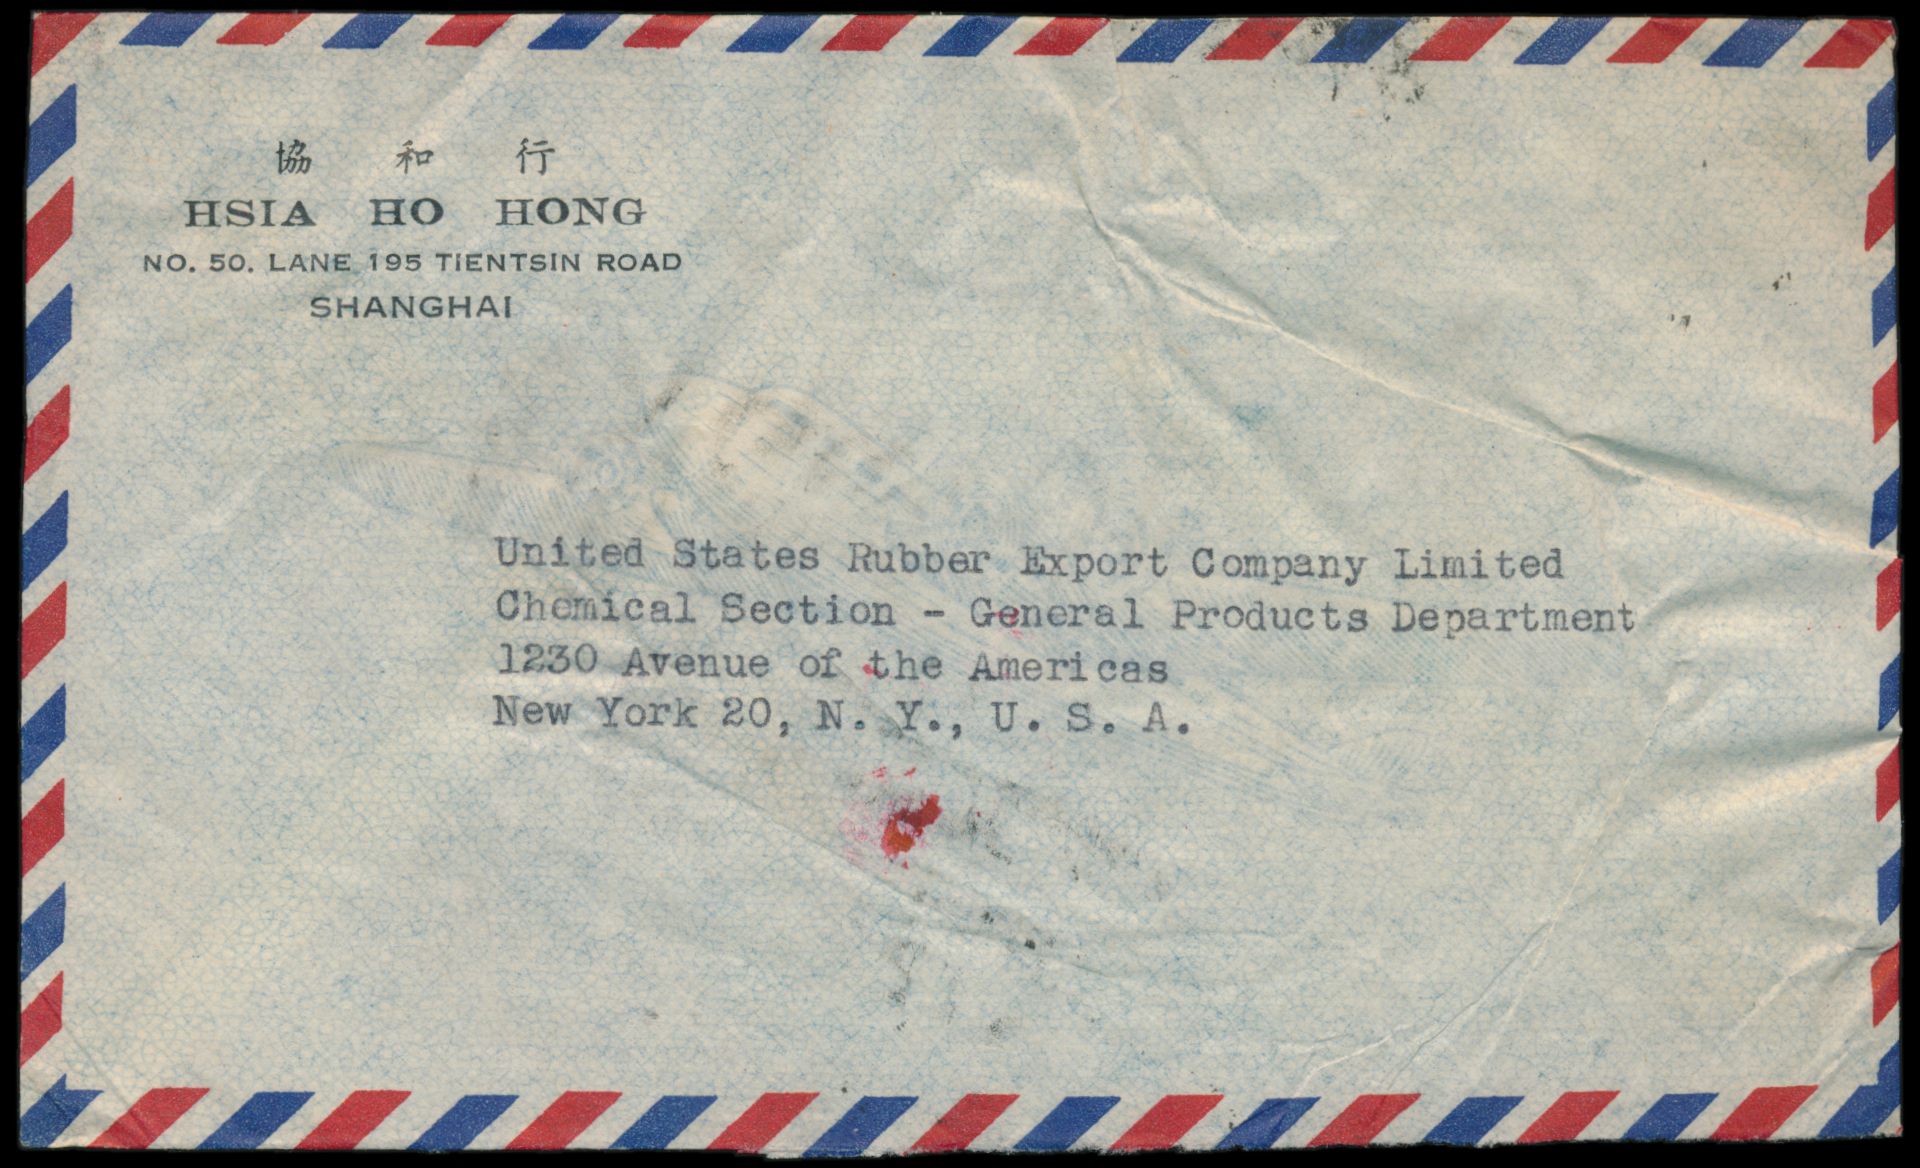 協 和 行
HSIA HO HONG
NO. 50. LANE 195 TIENTSIN ROAD
SHANGHAI
United States Rubber Export Company Limited
Chemical Section - General Products Department
1230 Avenue of the Americas
New York 20, N. Y., U. S. A.